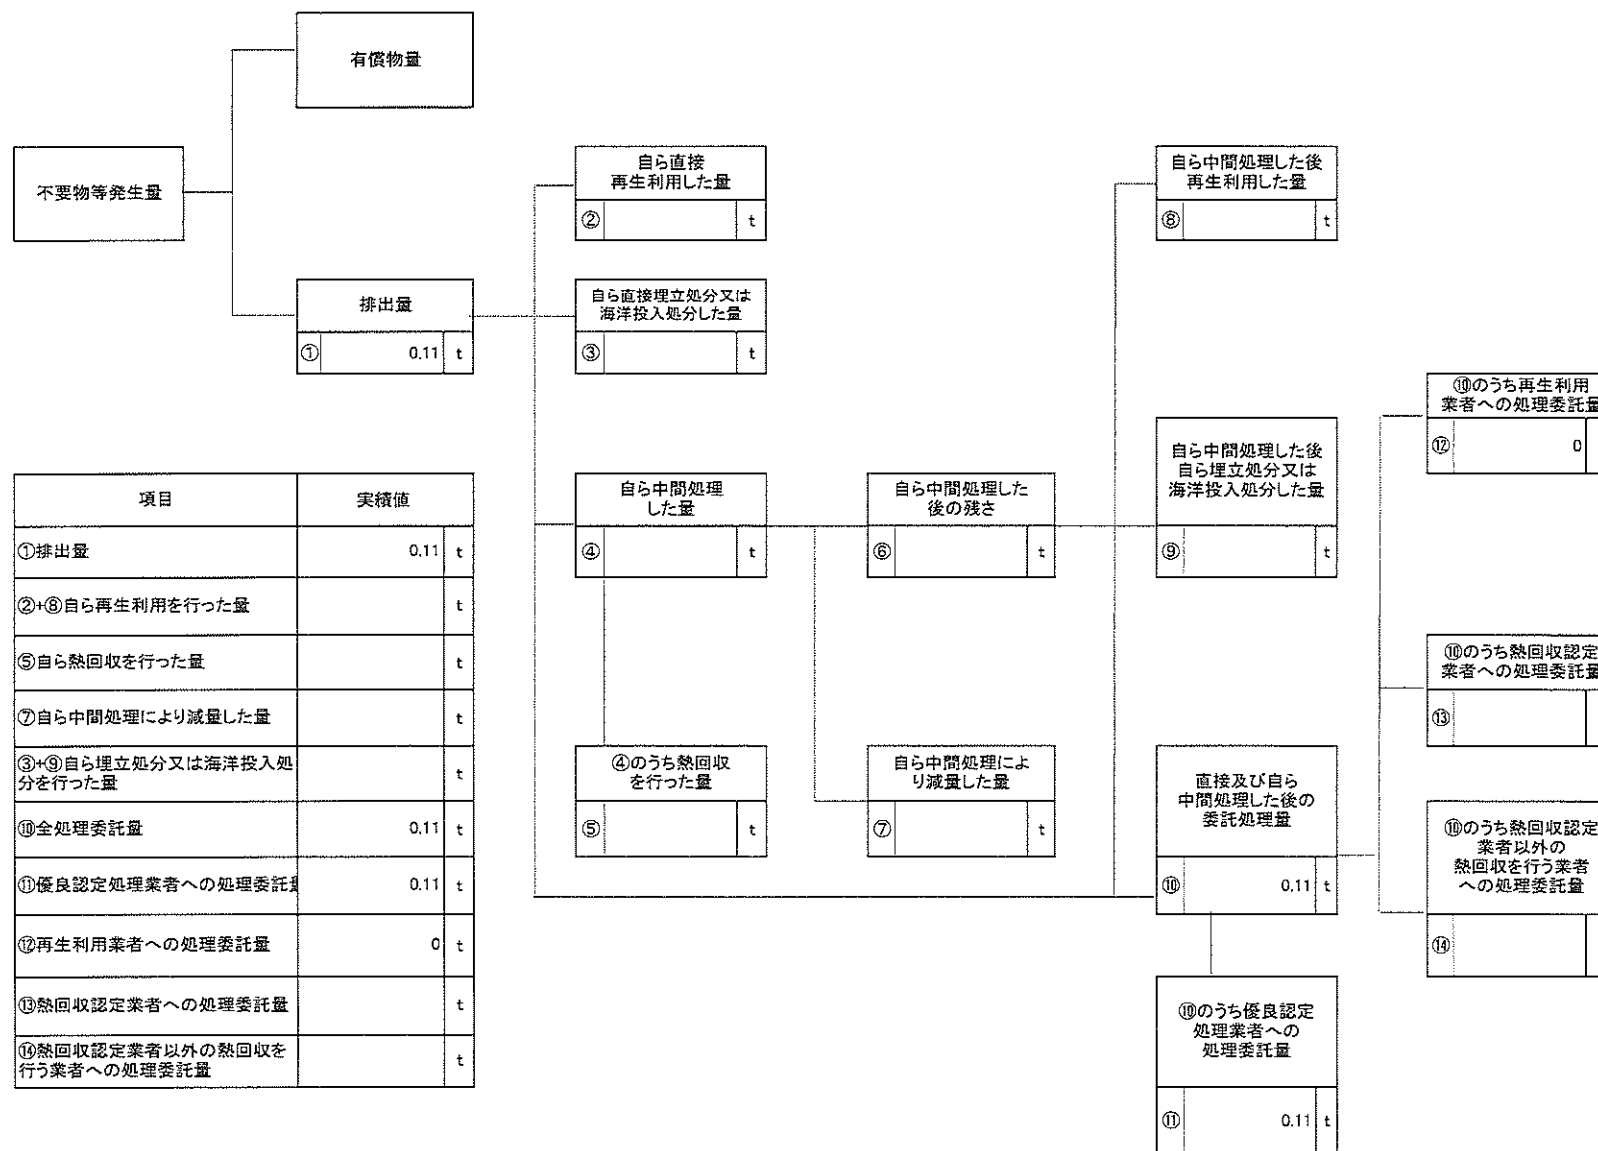 有償物量
不要物等発生量
排出量
① 0.11 t
自ら直接
再生利用した量
② t
自ら直接埋立処分又は
海洋投入処分した量
③ t
自ら中間処理
した量
④ t
④のうち熱回収
を行った量
⑤ t
自ら中間処理した
後の残さ
⑥ t
自ら中間処理によ
り減量した量
⑦ t
自ら中間処理した後
再生利用した量
⑧ t
自ら中間処理した後
自ら埋立処分又は
海洋投入処分した量
⑨ t
直接及び自ら
中間処理した後の
委託処理量
⑩ 0.11 t
⑩のうち優良認定
処理業者への
処理委託量
⑪ 0.11 t
⑩のうち再生利用
業者への処理委託量
⑫ 0
⑩のうち熱回収認定
業者への処理委託量
⑬
⑩のうち熱回収認定
業者以外の
熱回収を行う業者
への処理委託量
⑭
項目 実績値
①排出量 0.11 t
②+⑧自ら再生利用を行った量 t
⑤自ら熱回収を行った量 t
⑦自ら中間処理により減量した量 t
③+⑨自ら埋立処分又は海洋投入処
分を行った量 t
⑩全処理委託量 0.11 t
⑪優良認定処理業者への処理委託量 0.11 t
⑫再生利用業者への処理委託量 0 t
⑬熱回収認定業者への処理委託量 t
⑭熱回収認定業者以外の熱回収を
行う業者への処理委託量 t